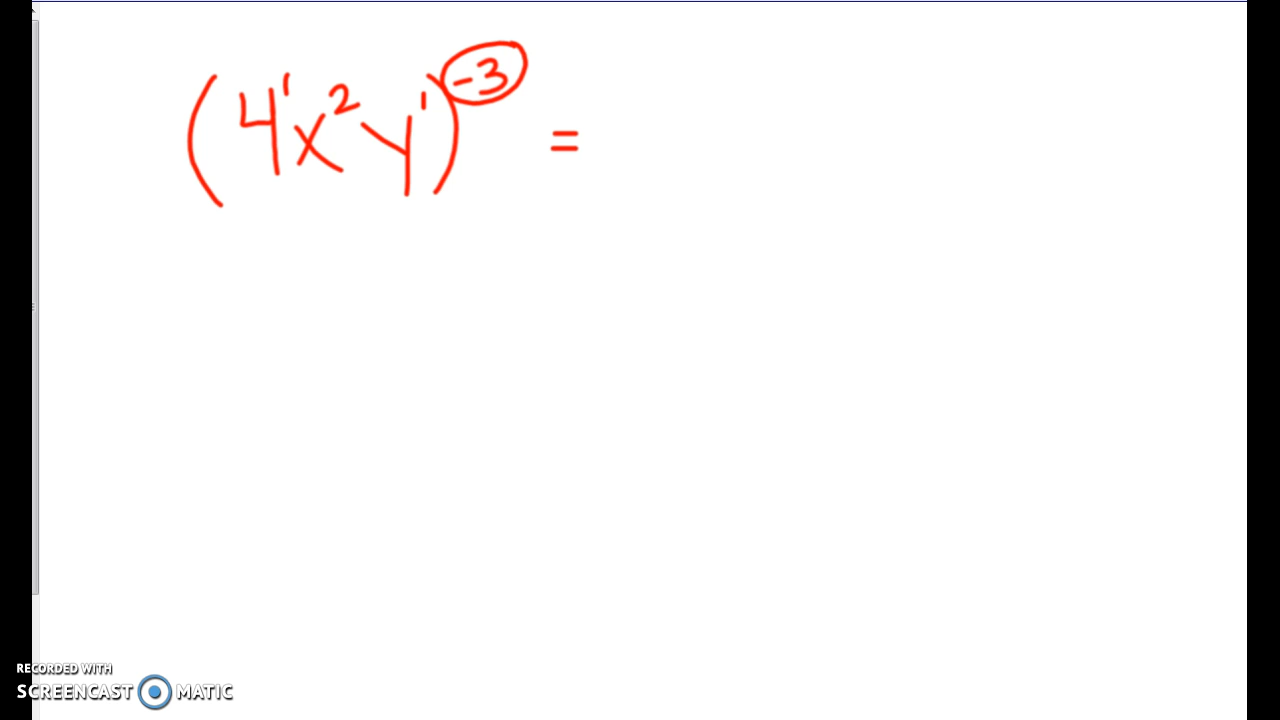 (4¹x²y¹)⁻³ =
RECORDED WITH
SCREENCAST MATIC